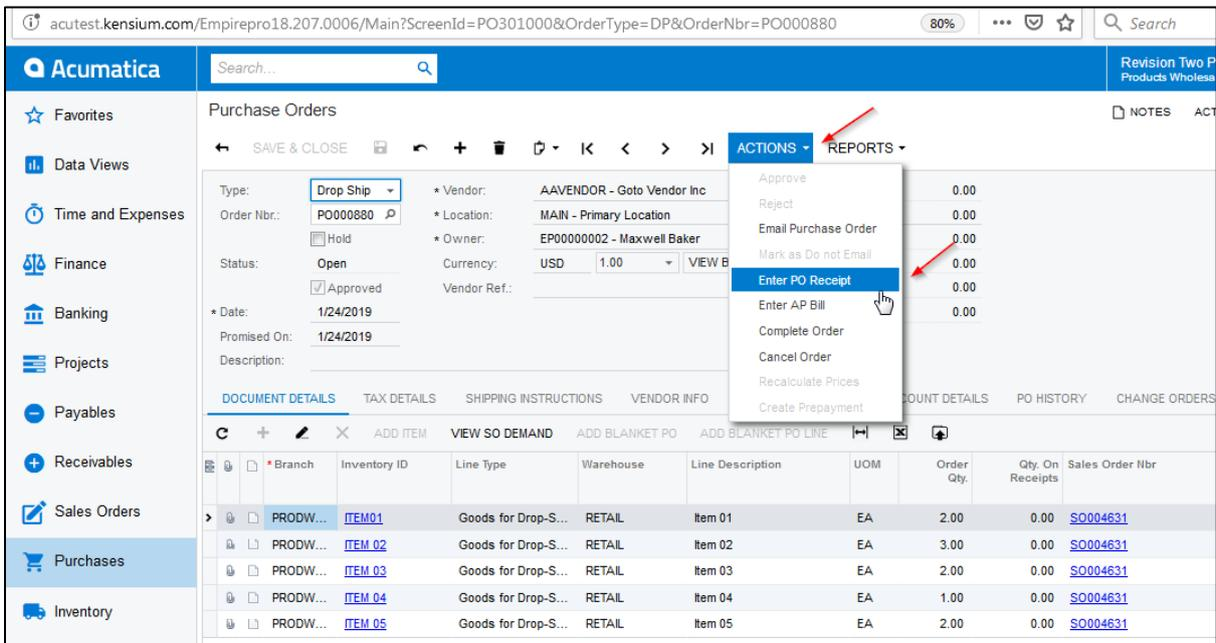 acutest.kensium.com/Empirepro18.207.0006/Main?ScreenId=PO301000&OrderType=DP&OrderNbr=PO000880 80% Search
Acumatica Search... Revision Two P
Products Wholesa
Favorites Purchase Orders NOTES ACT
SAVE & CLOSE ACTIONS REPORTS
Data Views
Approve
Type: Drop Ship * Vendor: AAVENDOR - Goto Vendor Inc 0.00
Reject
Time and Expenses Order Nbr.: PO000880 * Location: MAIN - Primary Location 0.00
Email Purchase Order
Hold * Owner: EP00000002 - Maxwell Baker 0.00
Mark as Do not Email
Finance Status: Open Currency: USD 1.00 VIEW B 0.00
Enter PO Receipt
Approved Vendor Ref.: 0.00
Enter AP Bill
Banking * Date: 1/24/2019 0.00
Complete Order
Promised On: 1/24/2019
Cancel Order
Projects Description:
Recalculate Prices
DOCUMENT DETAILS TAX DETAILS SHIPPING INSTRUCTIONS VENDOR INFO OUNT DETAILS PO HISTORY CHANGE ORDERS
Create Prepayment
Payables
ADD ITEM VIEW SO DEMAND ADD BLANKET PO ADD BLANKET PO LINE
Receivables * Branch Inventory ID Line Type Warehouse Line Description UOM Order Qty. Qty. On Receipts Sales Order Nbr
Sales Orders PRODW... ITEM01 Goods for Drop-S... RETAIL Item 01 EA 2.00 0.00 SO004631
PRODW... ITEM 02 Goods for Drop-S... RETAIL Item 02 EA 3.00 0.00 SO004631
Purchases PRODW... ITEM 03 Goods for Drop-S... RETAIL Item 03 EA 2.00 0.00 SO004631
PRODW... ITEM 04 Goods for Drop-S... RETAIL Item 04 EA 1.00 0.00 SO004631
Inventory PRODW... ITEM 05 Goods for Drop-S... RETAIL Item 05 EA 2.00 0.00 SO004631